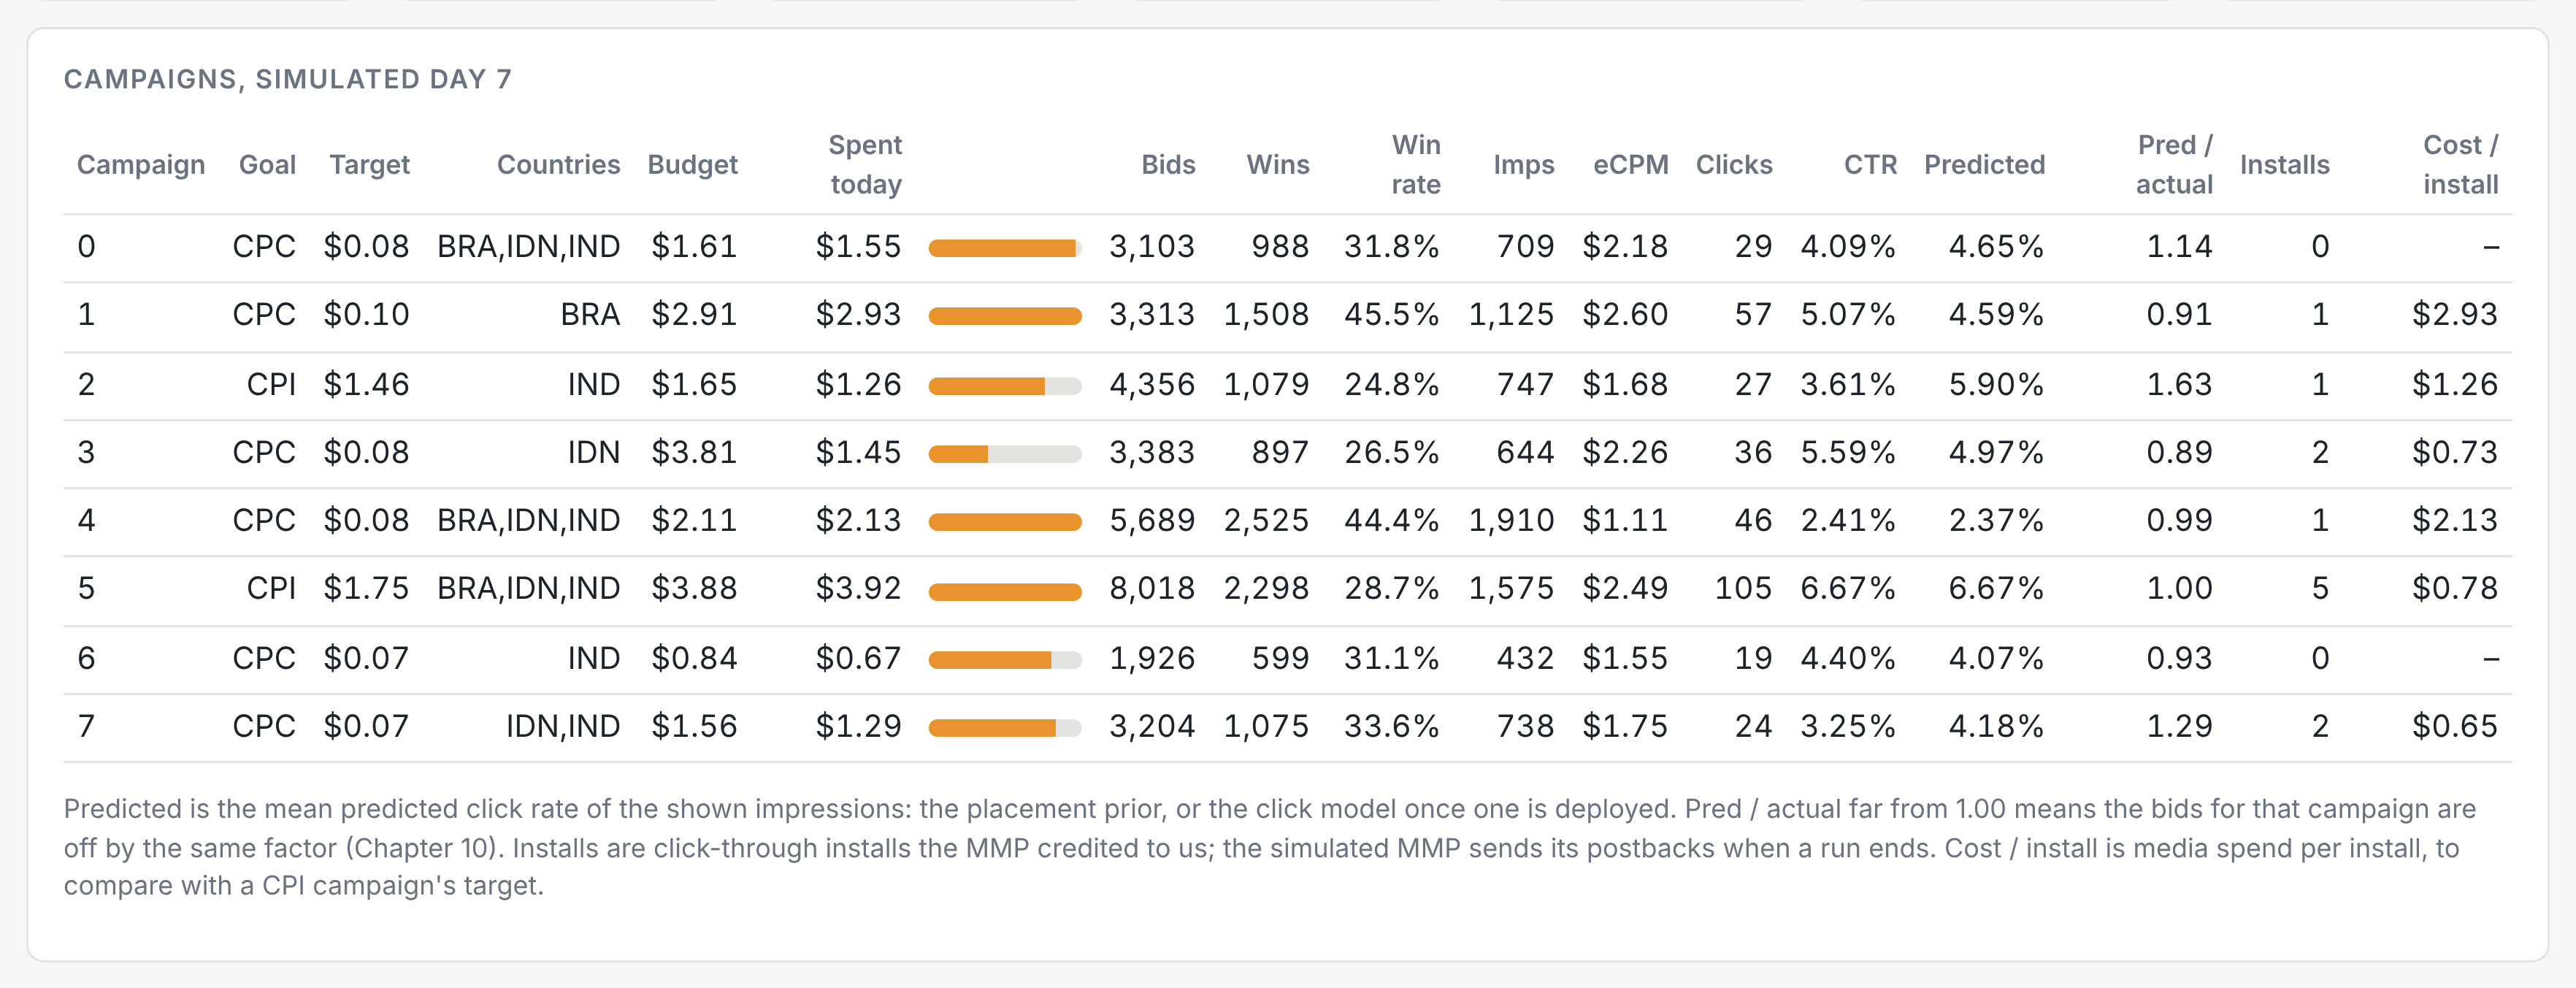 CAMPAIGNS, SIMULATED DAY 7
Campaign Goal Target Countries Budget Spent today Bids Wins Win rate Imps eCPM Clicks CTR Predicted Pred / actual Installs Cost / install
0 CPC $0.08 BRA,IDN,IND $1.61 $1.55 3,103 988 31.8% 709 $2.18 29 4.09% 4.65% 1.14 0 –
1 CPC $0.10 BRA $2.91 $2.93 3,313 1,508 45.5% 1,125 $2.60 57 5.07% 4.59% 0.91 1 $2.93
2 CPI $1.46 IND $1.65 $1.26 4,356 1,079 24.8% 747 $1.68 27 3.61% 5.90% 1.63 1 $1.26
3 CPC $0.08 IDN $3.81 $1.45 3,383 897 26.5% 644 $2.26 36 5.59% 4.97% 0.89 2 $0.73
4 CPC $0.08 BRA,IDN,IND $2.11 $2.13 5,689 2,525 44.4% 1,910 $1.11 46 2.41% 2.37% 0.99 1 $2.13
5 CPI $1.75 BRA,IDN,IND $3.88 $3.92 8,018 2,298 28.7% 1,575 $2.49 105 6.67% 6.67% 1.00 5 $0.78
6 CPC $0.07 IND $0.84 $0.67 1,926 599 31.1% 432 $1.55 19 4.40% 4.07% 0.93 0 –
7 CPC $0.07 IDN,IND $1.56 $1.29 3,204 1,075 33.6% 738 $1.75 24 3.25% 4.18% 1.29 2 $0.65
Predicted is the mean predicted click rate of the shown impressions: the placement prior, or the click model once one is deployed. Pred / actual far from 1.00 means the bids for that campaign are
off by the same factor (Chapter 10). Installs are click-through installs the MMP credited to us; the simulated MMP sends its postbacks when a run ends. Cost / install is media spend per install, to
compare with a CPI campaign's target.